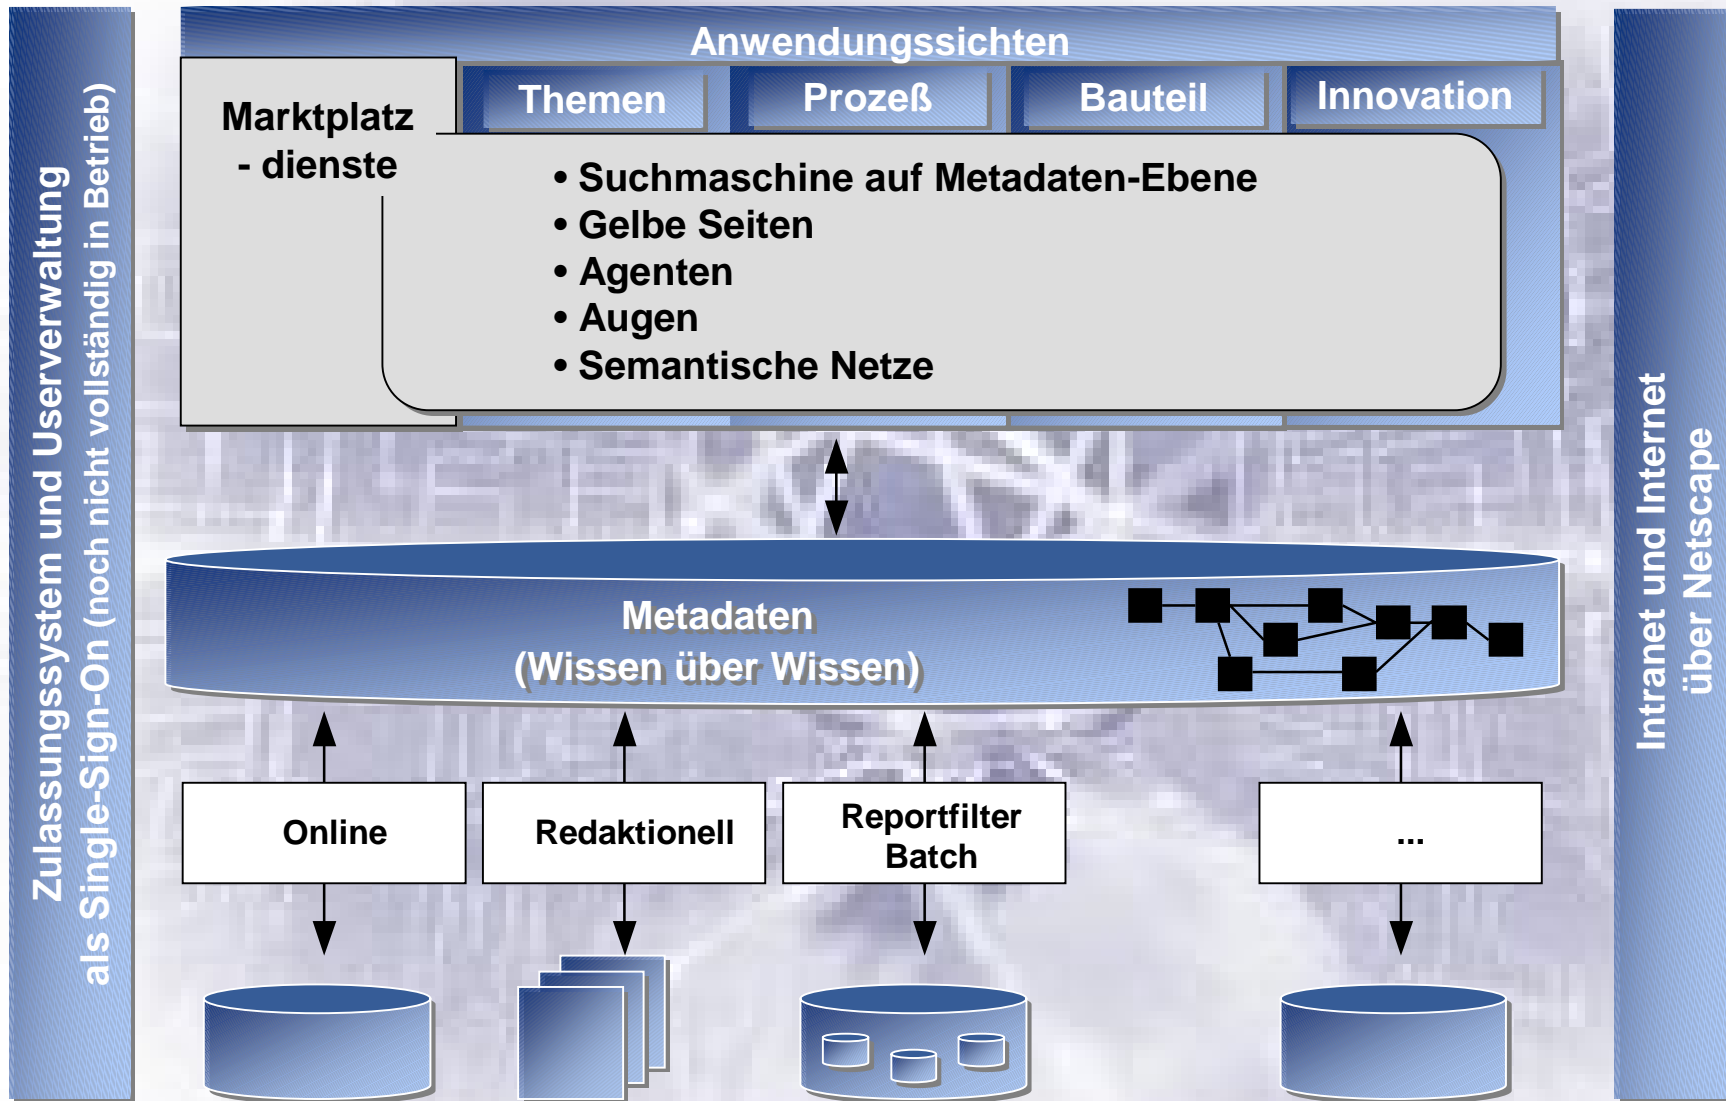 Zulassungssystem und Userverwaltung
als Single-Sign-On (noch nicht vollständig in Betrieb)
Anwendungssichten
Marktplatz
- dienste
Themen
Prozeß
Bauteil
Innovation
• Suchmaschine auf Metadaten-Ebene
• Gelbe Seiten
• Agenten
• Augen
• Semantische Netze
Metadaten
(Wissen über Wissen)
Online
Redaktionell
Reportfilter
Batch
...
Intranet und Internet
über Netscape